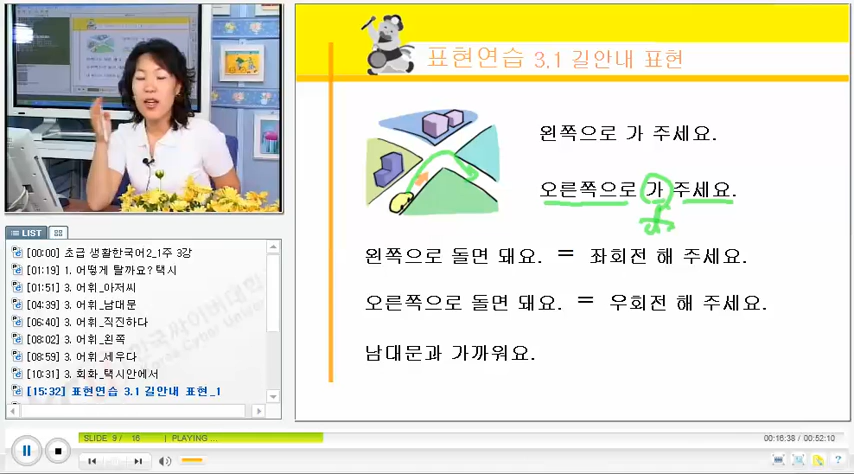 표현연습 3.1 길안내 표현
왼쪽으로 가 주세요.
오른쪽으로 가 주세요.
왼쪽으로 돌면 돼요. = 좌회전 해 주세요.
오른쪽으로 돌면 돼요. = 우회전 해 주세요.
남대문과 가까워요.
LIST
[00:00] 초급 생활한국어2_1주 3강
[01:19] 1. 어떻게 탈까요? 택시
[01:51] 3. 어휘_아저씨
[04:39] 3. 어휘_남대문
[06:40] 3. 어휘_직진하다
[08:02] 3. 어휘_왼쪽
[08:59] 3. 어휘_세우다
[10:31] 3. 회화_택시안에서
[15:32] 표현연습 3.1 길안내 표현_1
SLIDE 9 / 16 | PLAYING ...
00:16:38 / 00:52:10